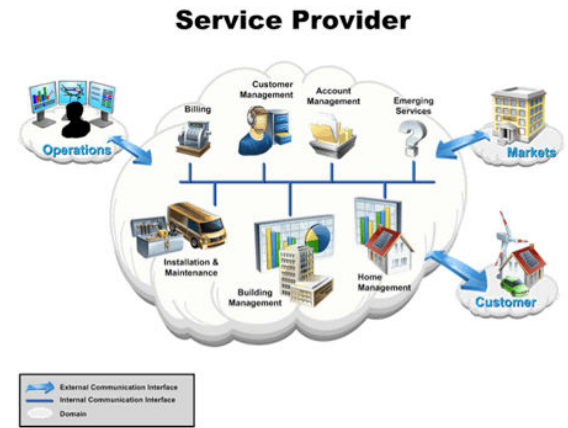 Service Provider
Customer
Management
Account
Management
Emerging
Services
Billing
Operations
Markets
Installation &
Maintenance
Building
Management
Home
Management
Customer
External Communication Interface
Internal Communication Interface
Domain